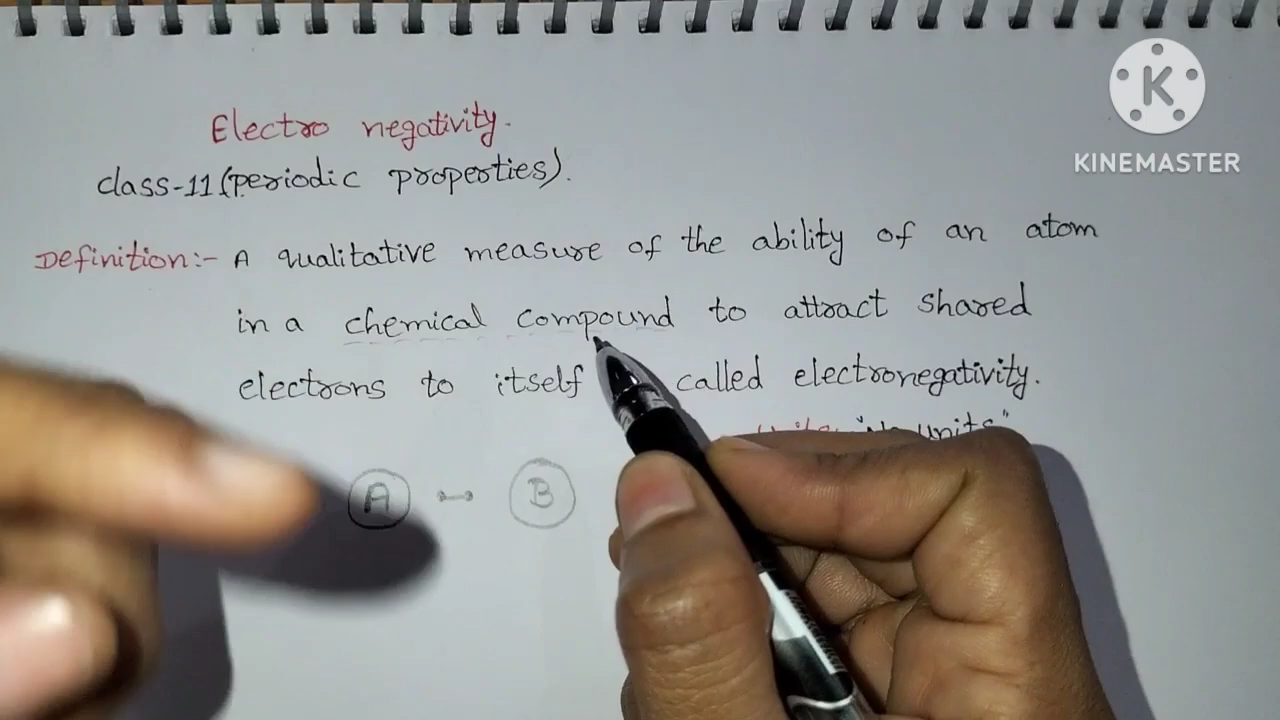 Electro negativity.
class-11 (periodic properties).
Definition:- A qualitative measure of the ability of an atom
in a chemical compound to attract shared
electrons to itself called electronegativity.
units"
A B
K
KINEMASTER